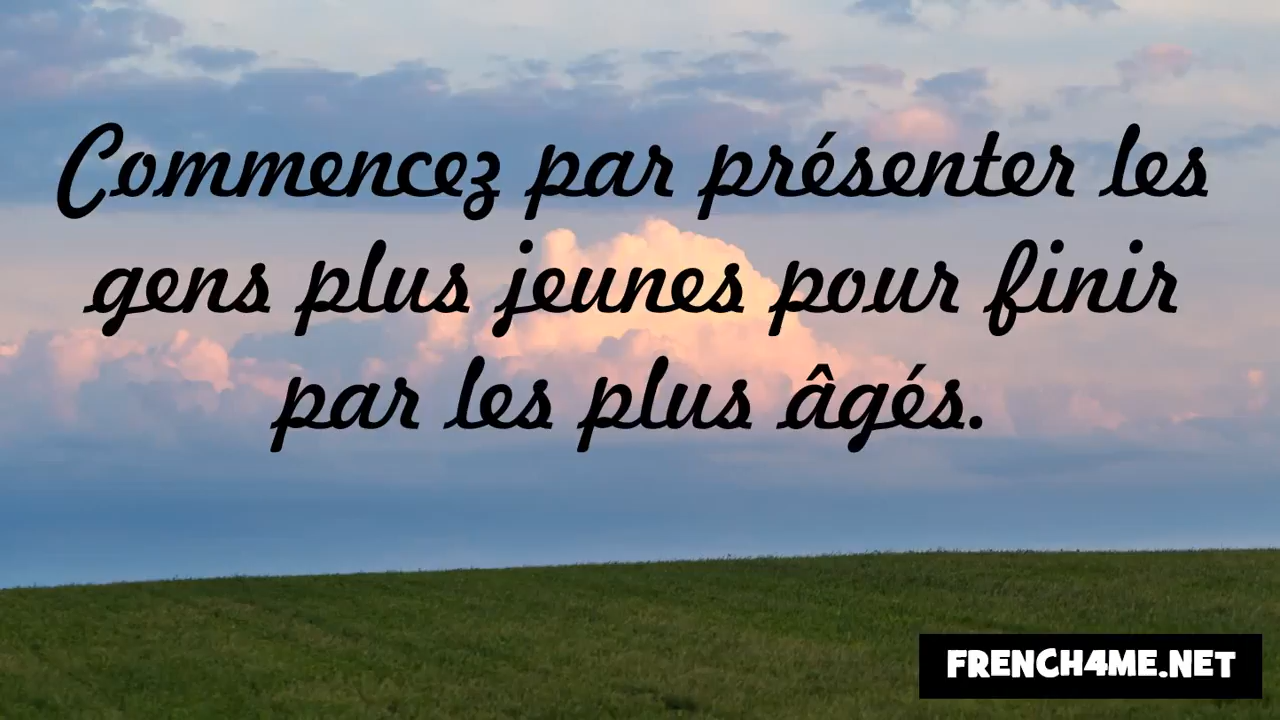 Commencez par présenter les
gens plus jeunes pour finir
par les plus âgés.
FRENCH4ME.NET